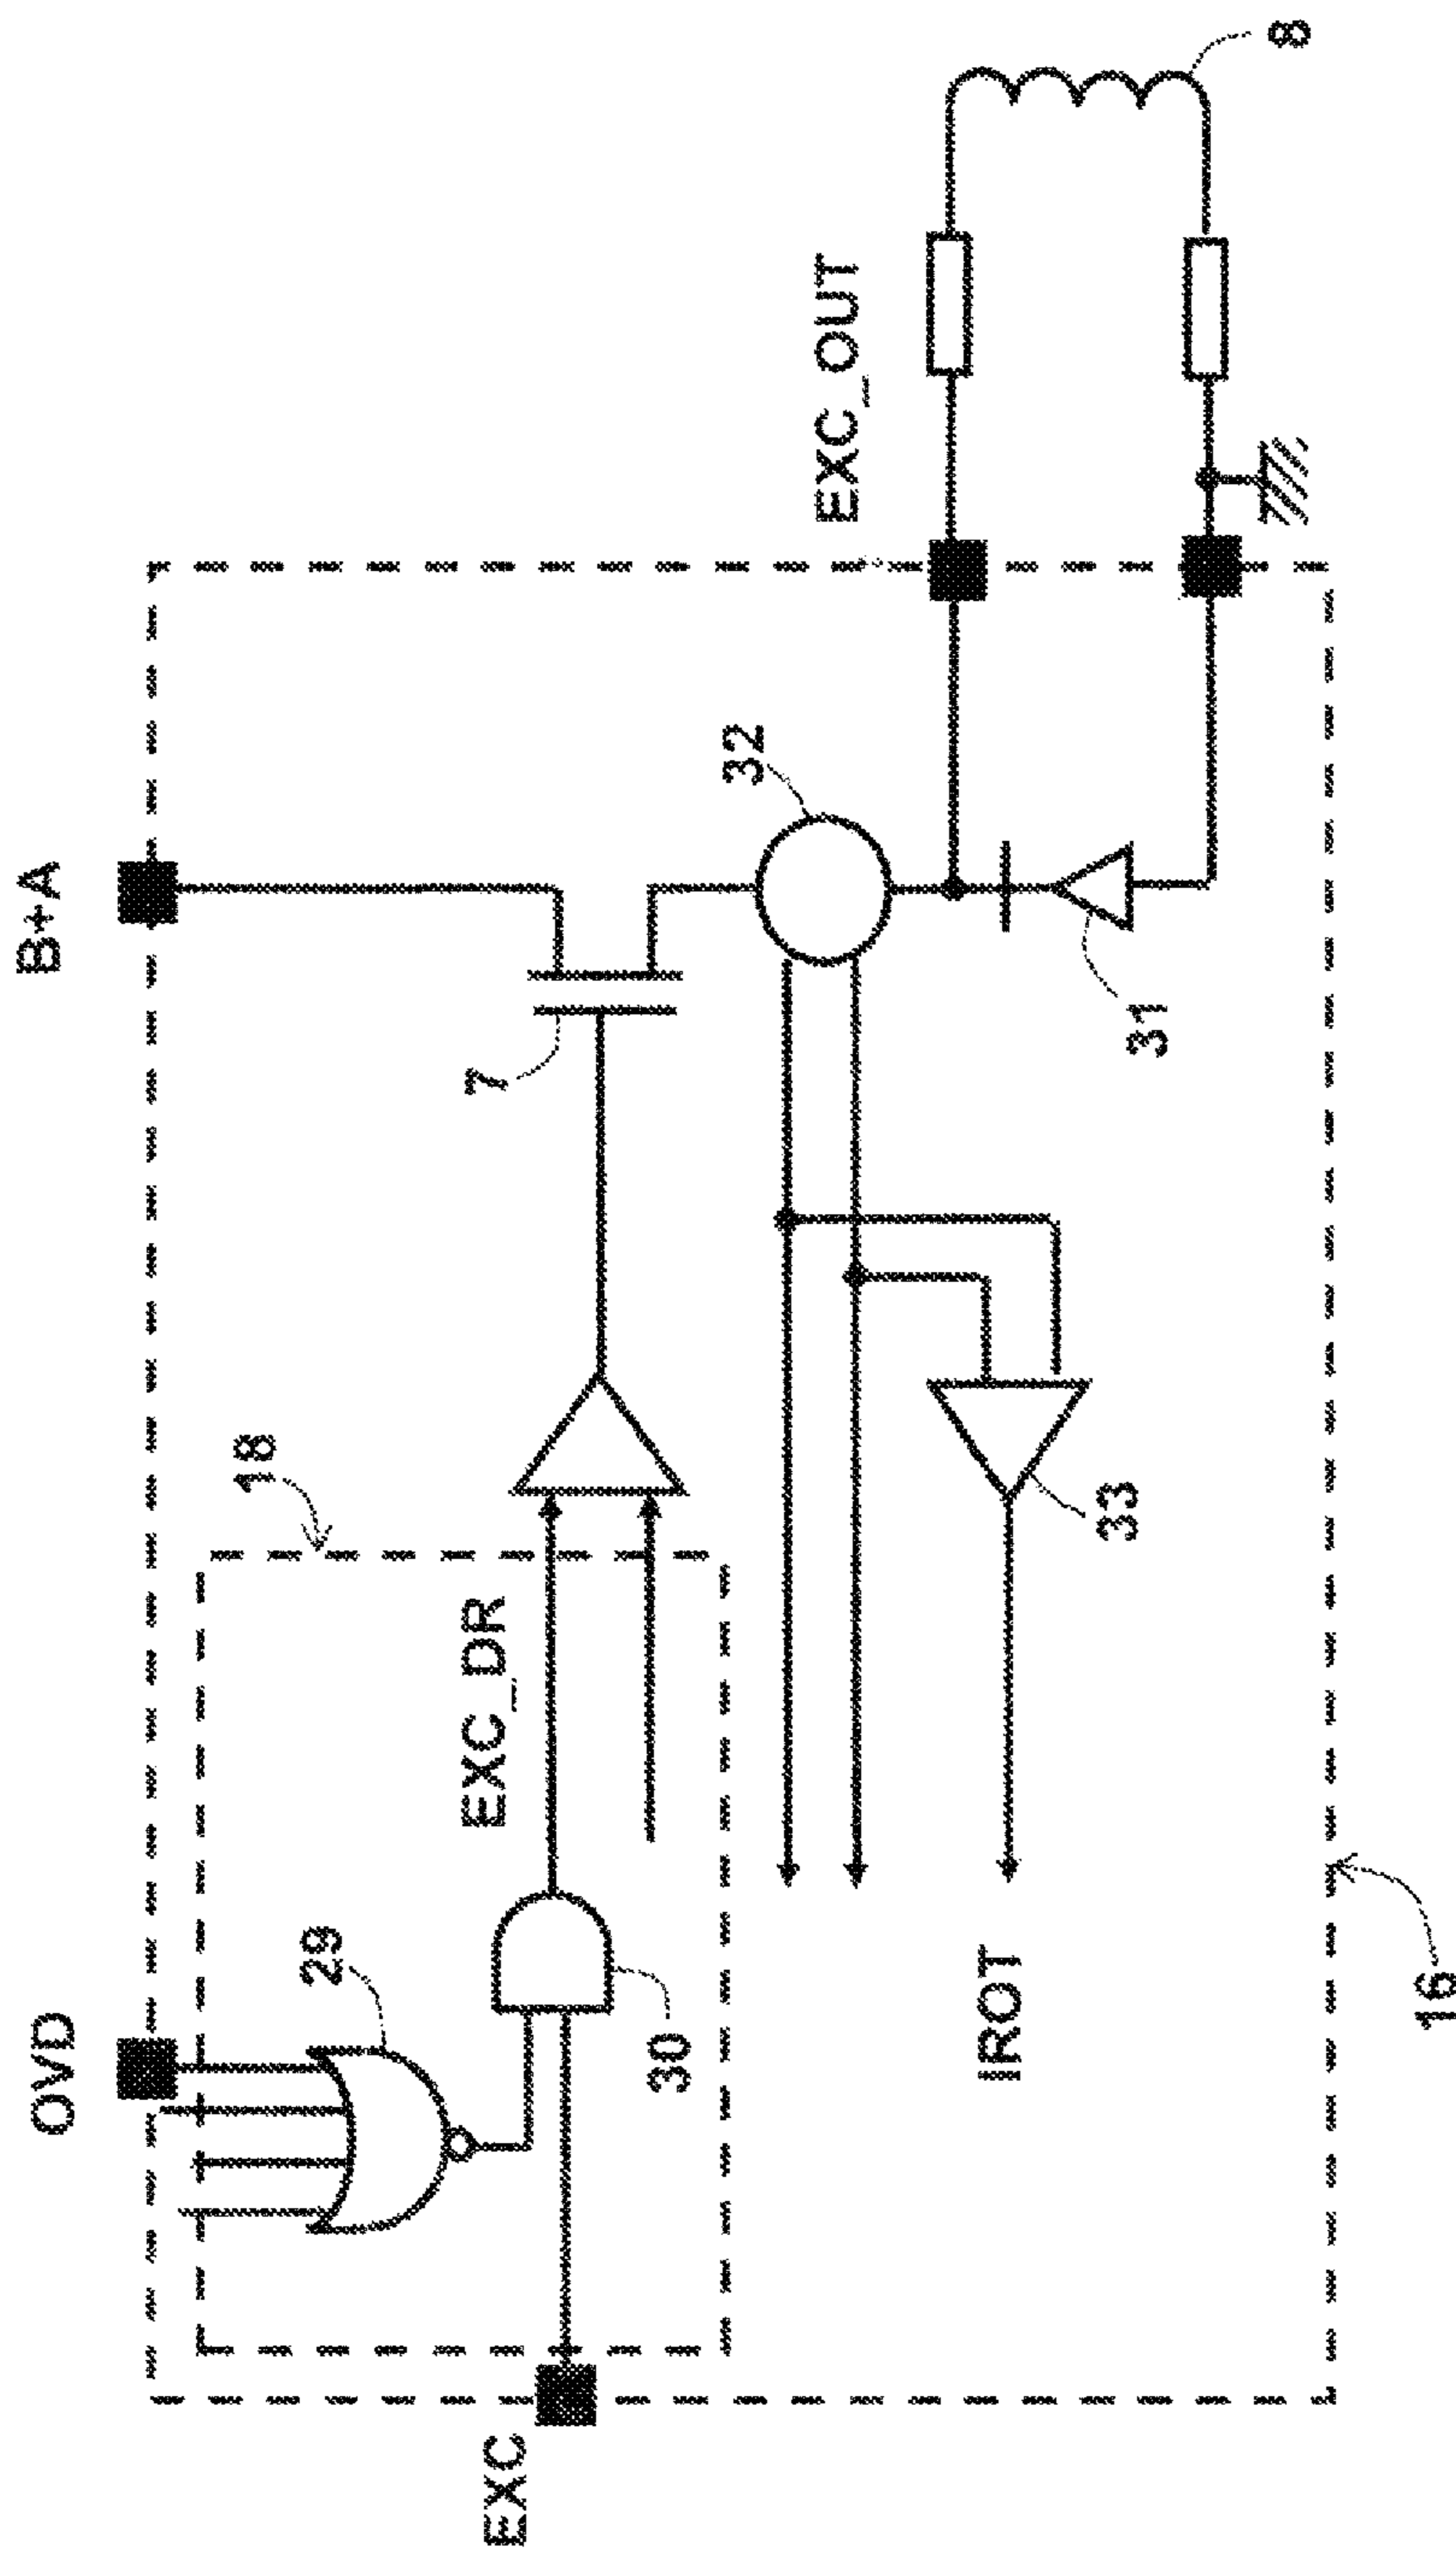 B+A
OVD
EXC
18
29
30
EXC_DR
7
32
31
33
IROT
EXC_OUT
8
16